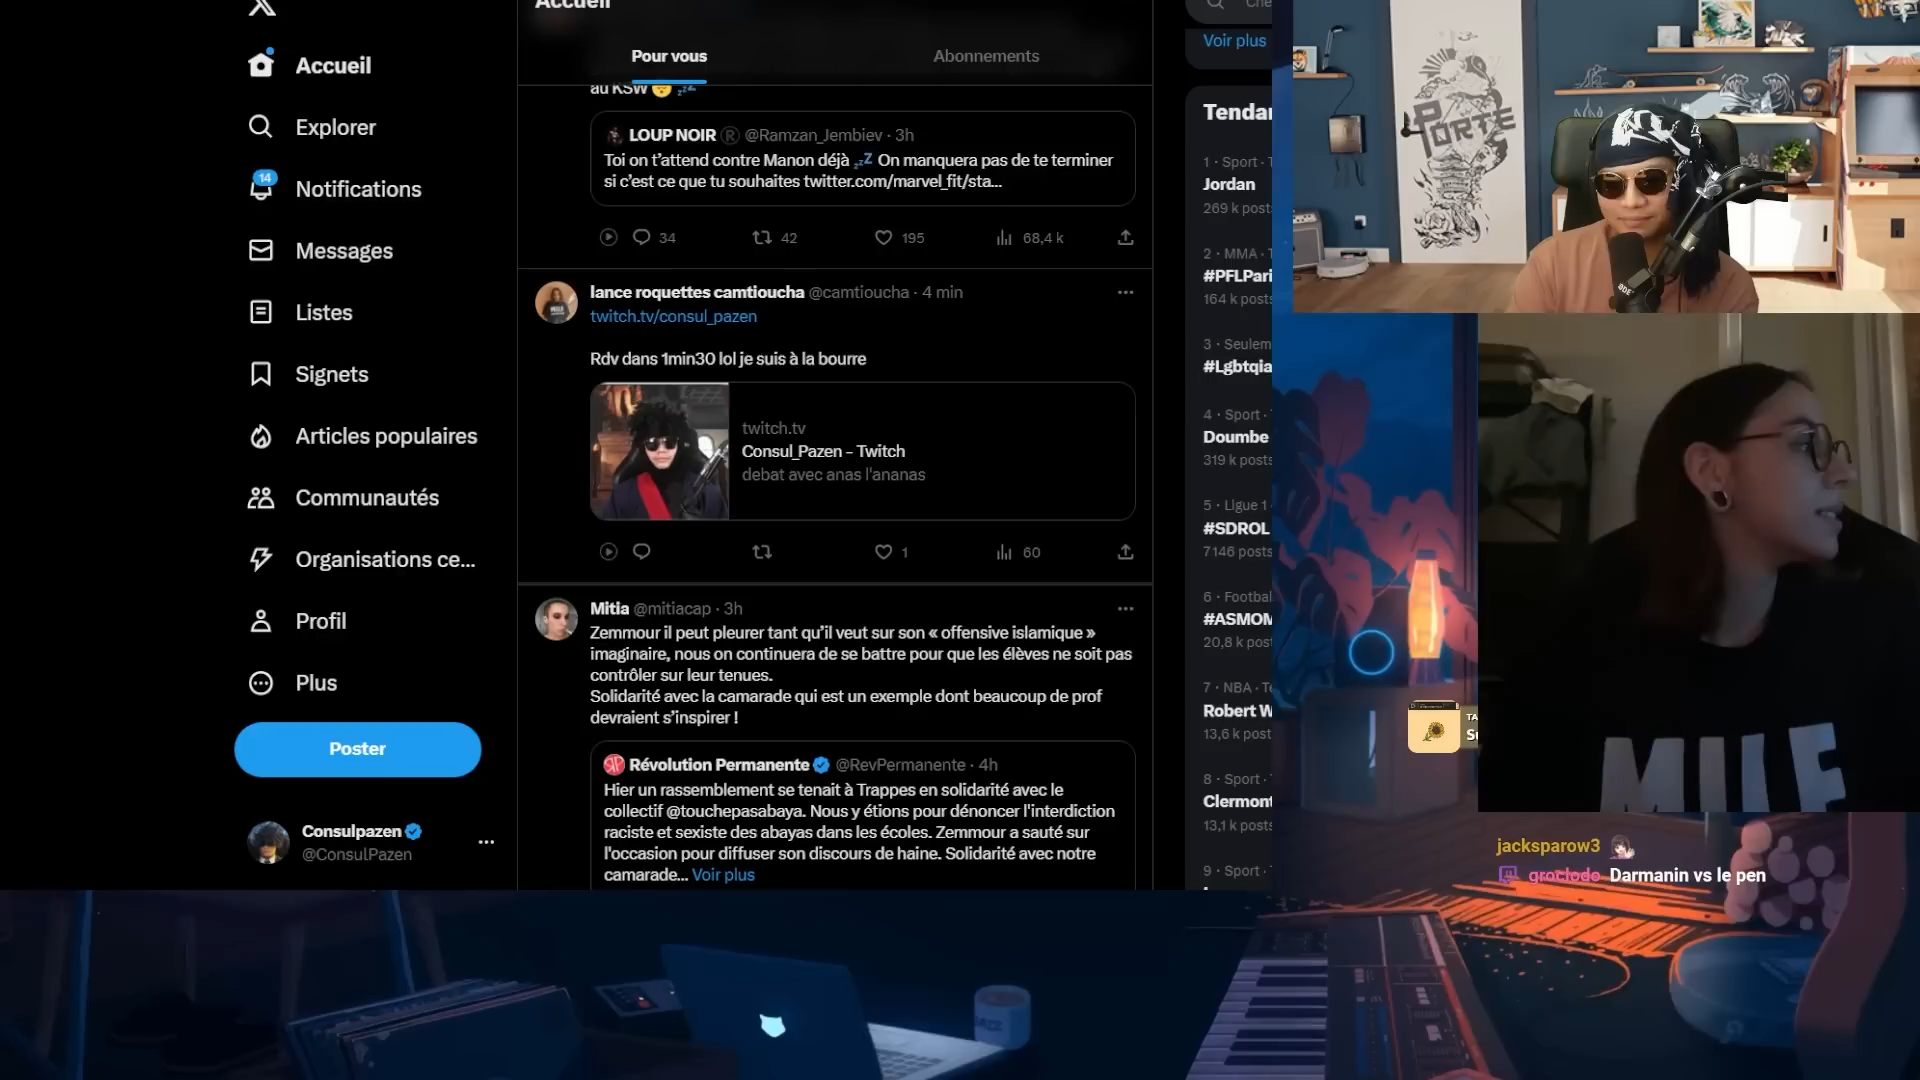 Accueil
Explorer
14
Notifications
Messages
Listes
Signets
Articles populaires
Communautés
Organisations ce...
Profil
Plus
Poster
Consulpazen
@ConsulPazen
Accueil
Pour vous
Abonnements
au KSW
LOUP NOIR ® @Ramzan_Jembiev · 3h
Toi on t'attend contre Manon déjà 💤 On manquera pas de te terminer
si c'est ce que tu souhaites twitter.com/marvel_fit/sta...
34
42
195
68,4 k
lance roquettes camtioucha @camtioucha · 4 min
twitch.tv/consul_pazen
Rdv dans 1min30 lol je suis à la bourre
twitch.tv
Consul_Pazen - Twitch
debat avec anas l'ananas
1
60
Mitia @mitiacap · 3h
Zemmour il peut pleurer tant qu'il veut sur son « offensive islamique »
imaginaire, nous on continuera de se battre pour que les élèves ne soit pas
contrôler sur leur tenues.
Solidarité avec la camarade qui est un exemple dont beaucoup de prof
devraient s'inspirer !
Révolution Permanente @RevPermanente · 4h
Hier un rassemblement se tenait à Trappes en solidarité avec le
collectif @touchepasabaya. Nous y étions pour dénoncer l'interdiction
raciste et sexiste des abayas dans les écoles. Zemmour a sauté sur
l'occasion pour diffuser son discours de haine. Solidarité avec notre
camarade... Voir plus
Che
Voir plus
Tendan
1 · Sport · T
Jordan
269 k posts
2 · MMA · T
#PFLPari
164 k posts
3 · Seulem
#Lgbtqia
4 · Sport · T
Doumbe
319 k posts
5 · Ligue 1 ·
#SDROL
7146 posts
6 · Footbal
#ASMOM
20,8 k post
7 · NBA · Te
Robert W
13,6 k post
8 · Sport ·
Clermont
13,1 k posts
9 · Sport ·
PORTE
TA
Su
MILF
jacksparow3
groclodo Darmanin vs le pen